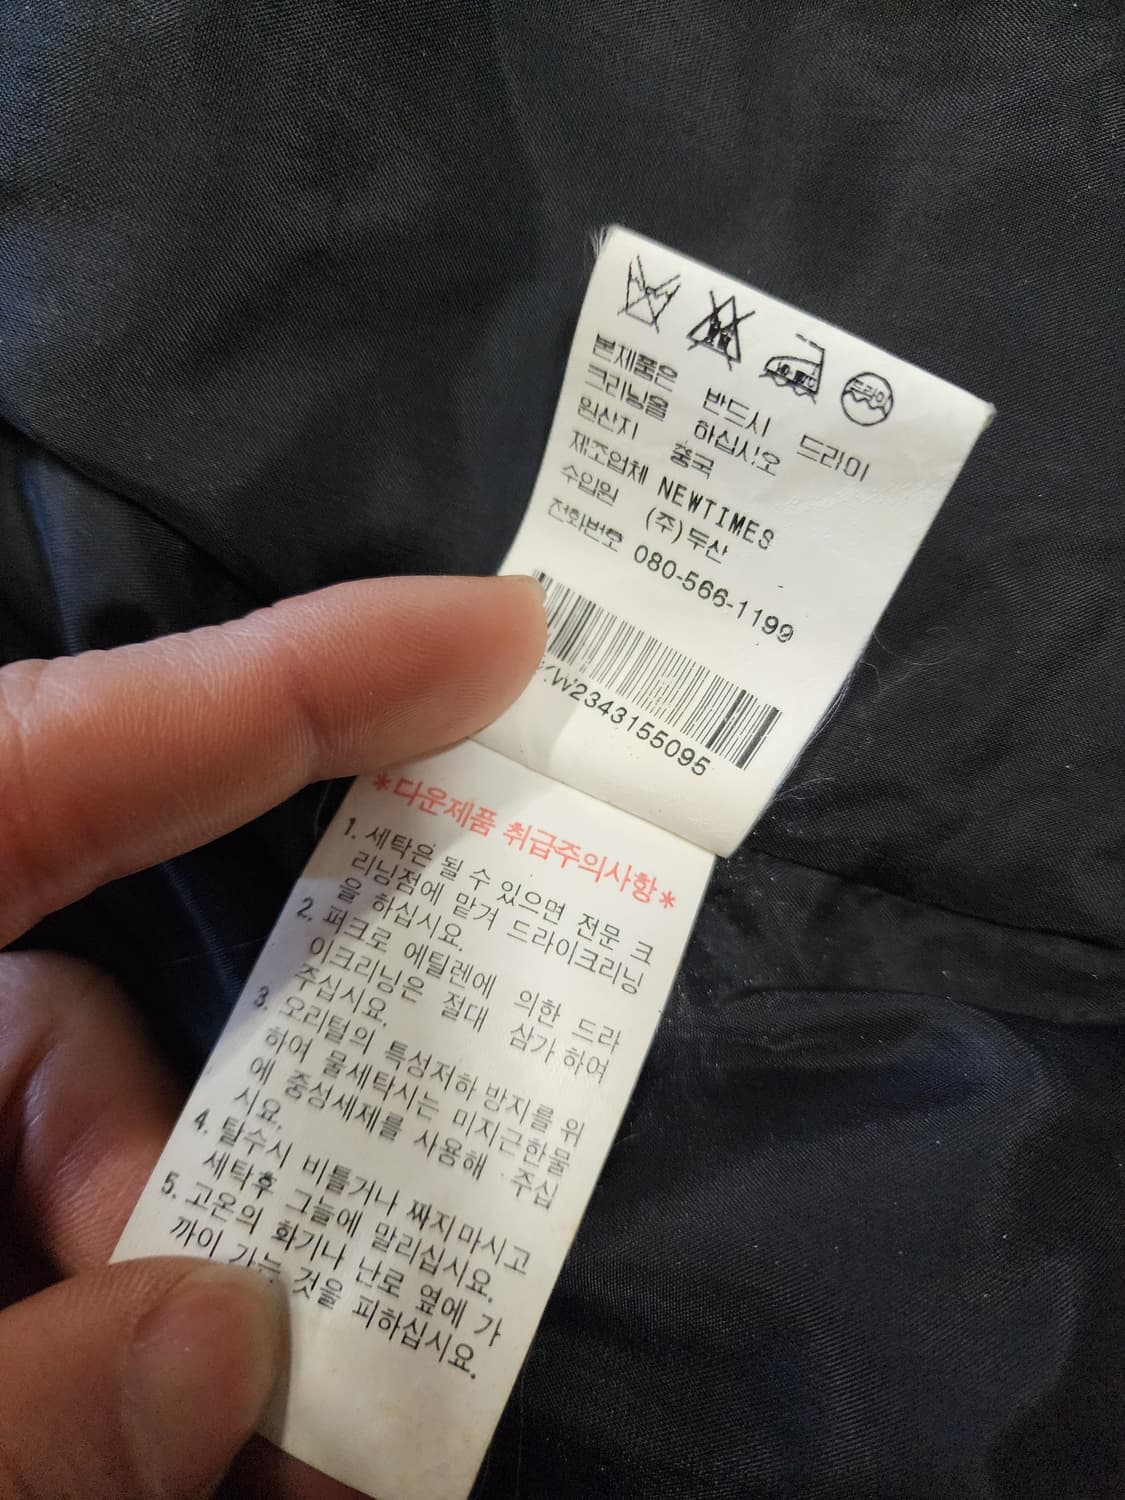 드라이
본제품은 반드시 드라이
크리닝을 하십시오
원산지 중국
제조업체 NEWTIMES
수입원 (주)두산
전화번호 080-566-1199
W2343155095
*다운제품 취급주의사항*
1. 세탁은 될 수 있으면 전문 크
리닝점에 맡겨 드라이크리닝
을 하십시요.
2. 퍼크로 에틸렌에 의한 드라
이크리닝은 절대 삼가 하여
주십시요.
3. 오리털의 특성저하 방지를 위
하여 물세탁시는 미지근한물
에 중성세제를 사용해 주십
시요.
4. 탈수시 비틀거나 짜지마시고
세탁후 그늘에 말리십시요.
5. 고온의 화기나 난로 옆에 가
까이 가는 것을 피하십시요.